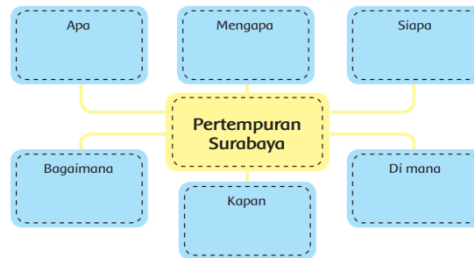 Apa
Mengapa
Siapa
Pertempuran
Surabaya
Bagaimana
Kapan
Di mana